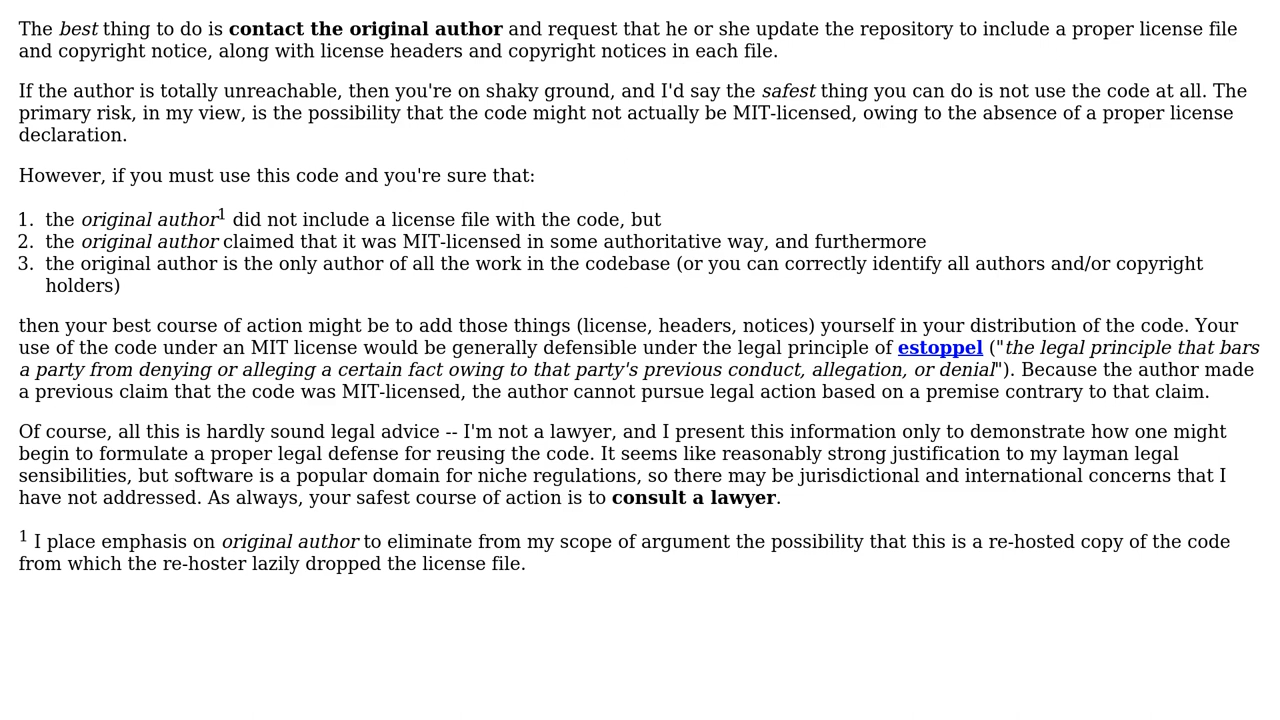 The best thing to do is contact the original author and request that he or she update the repository to include a proper license file
and copyright notice, along with license headers and copyright notices in each file.
If the author is totally unreachable, then you're on shaky ground, and I'd say the safest thing you can do is not use the code at all. The
primary risk, in my view, is the possibility that the code might not actually be MIT-licensed, owing to the absence of a proper license
declaration.
However, if you must use this code and you're sure that:
1. the original author1 did not include a license file with the code, but
2. the original author claimed that it was MIT-licensed in some authoritative way, and furthermore
3. the original author is the only author of all the work in the codebase (or you can correctly identify all authors and/or copyright
holders)
then your best course of action might be to add those things (license, headers, notices) yourself in your distribution of the code. Your
use of the code under an MIT license would be generally defensible under the legal principle of estoppel ("the legal principle that bars
a party from denying or alleging a certain fact owing to that party's previous conduct, allegation, or denial"). Because the author made
a previous claim that the code was MIT-licensed, the author cannot pursue legal action based on a premise contrary to that claim.
Of course, all this is hardly sound legal advice -- I'm not a lawyer, and I present this information only to demonstrate how one might
begin to formulate a proper legal defense for reusing the code. It seems like reasonably strong justification to my layman legal
sensibilities, but software is a popular domain for niche regulations, so there may be jurisdictional and international concerns that I
have not addressed. As always, your safest course of action is to consult a lawyer.
1 I place emphasis on original author to eliminate from my scope of argument the possibility that this is a re-hosted copy of the code
from which the re-hoster lazily dropped the license file.